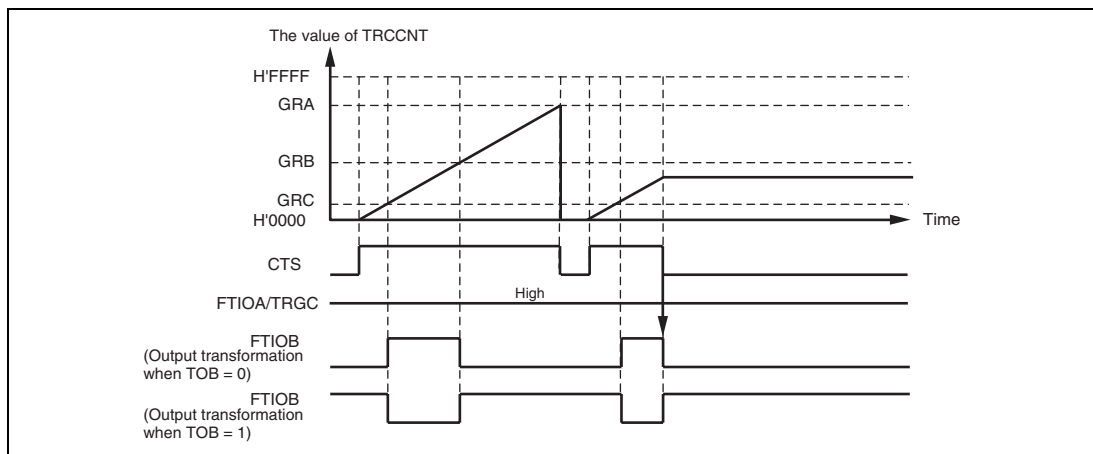 The value of TRCCNT
H'FFFF
GRA
GRB
GRC
H'0000
Time
CTS
FTIOA/TRGC
High
FTIOB
(Output transformation
when TOB = 0)
FTIOB
(Output transformation
when TOB = 1)